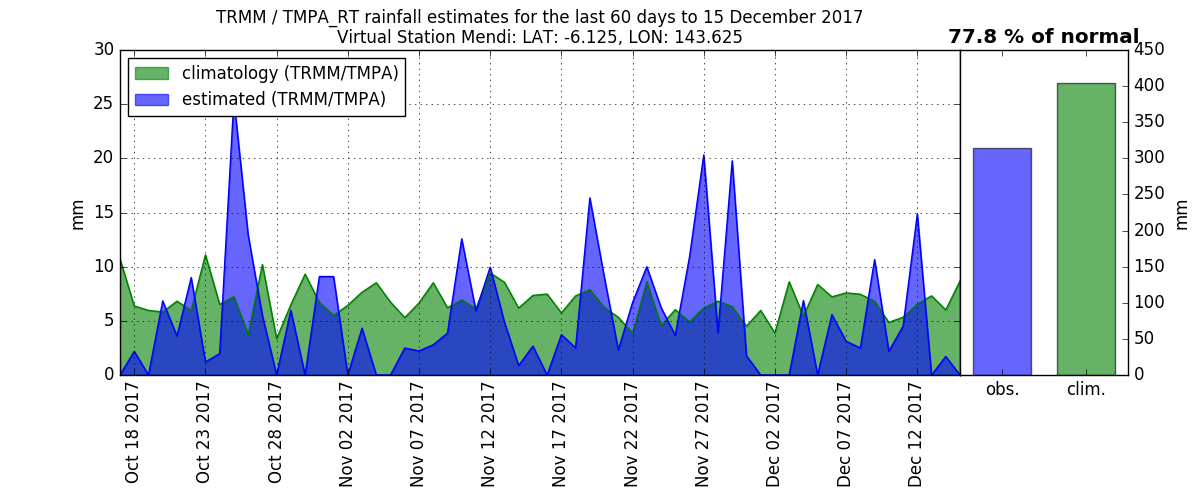 TRMM / TMPA_RT rainfall estimates for the last 60 days to 15 December 2017
Virtual Station Mendi: LAT: -6.125, LON: 143.625
77.8 % of normal
climatology (TRMM/TMPA)
estimated (TRMM/TMPA)
30
25
20
15
10
5
0
mm
Oct 18 2017
Oct 23 2017
Oct 28 2017
Nov 02 2017
Nov 07 2017
Nov 12 2017
Nov 17 2017
Nov 22 2017
Nov 27 2017
Dec 02 2017
Dec 07 2017
Dec 12 2017
obs.
clim.
450
400
350
300
250
200
150
100
50
0
mm